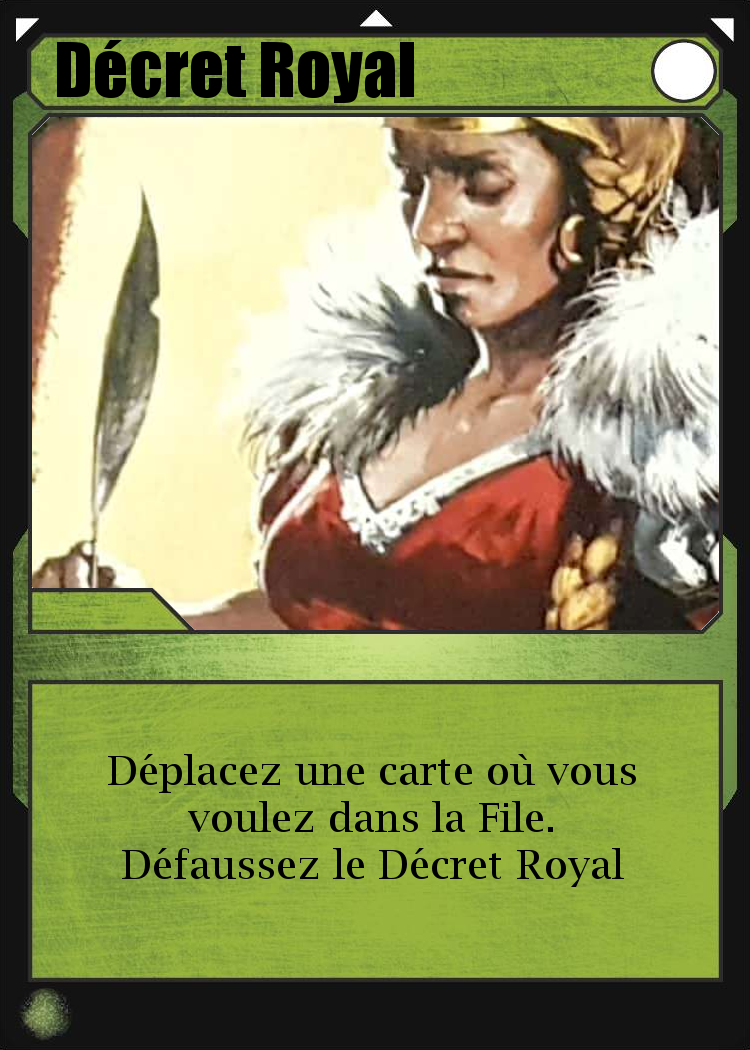 Décret Royal
Déplacez une carte où vous
voulez dans la File.
Défaussez le Décret Royal